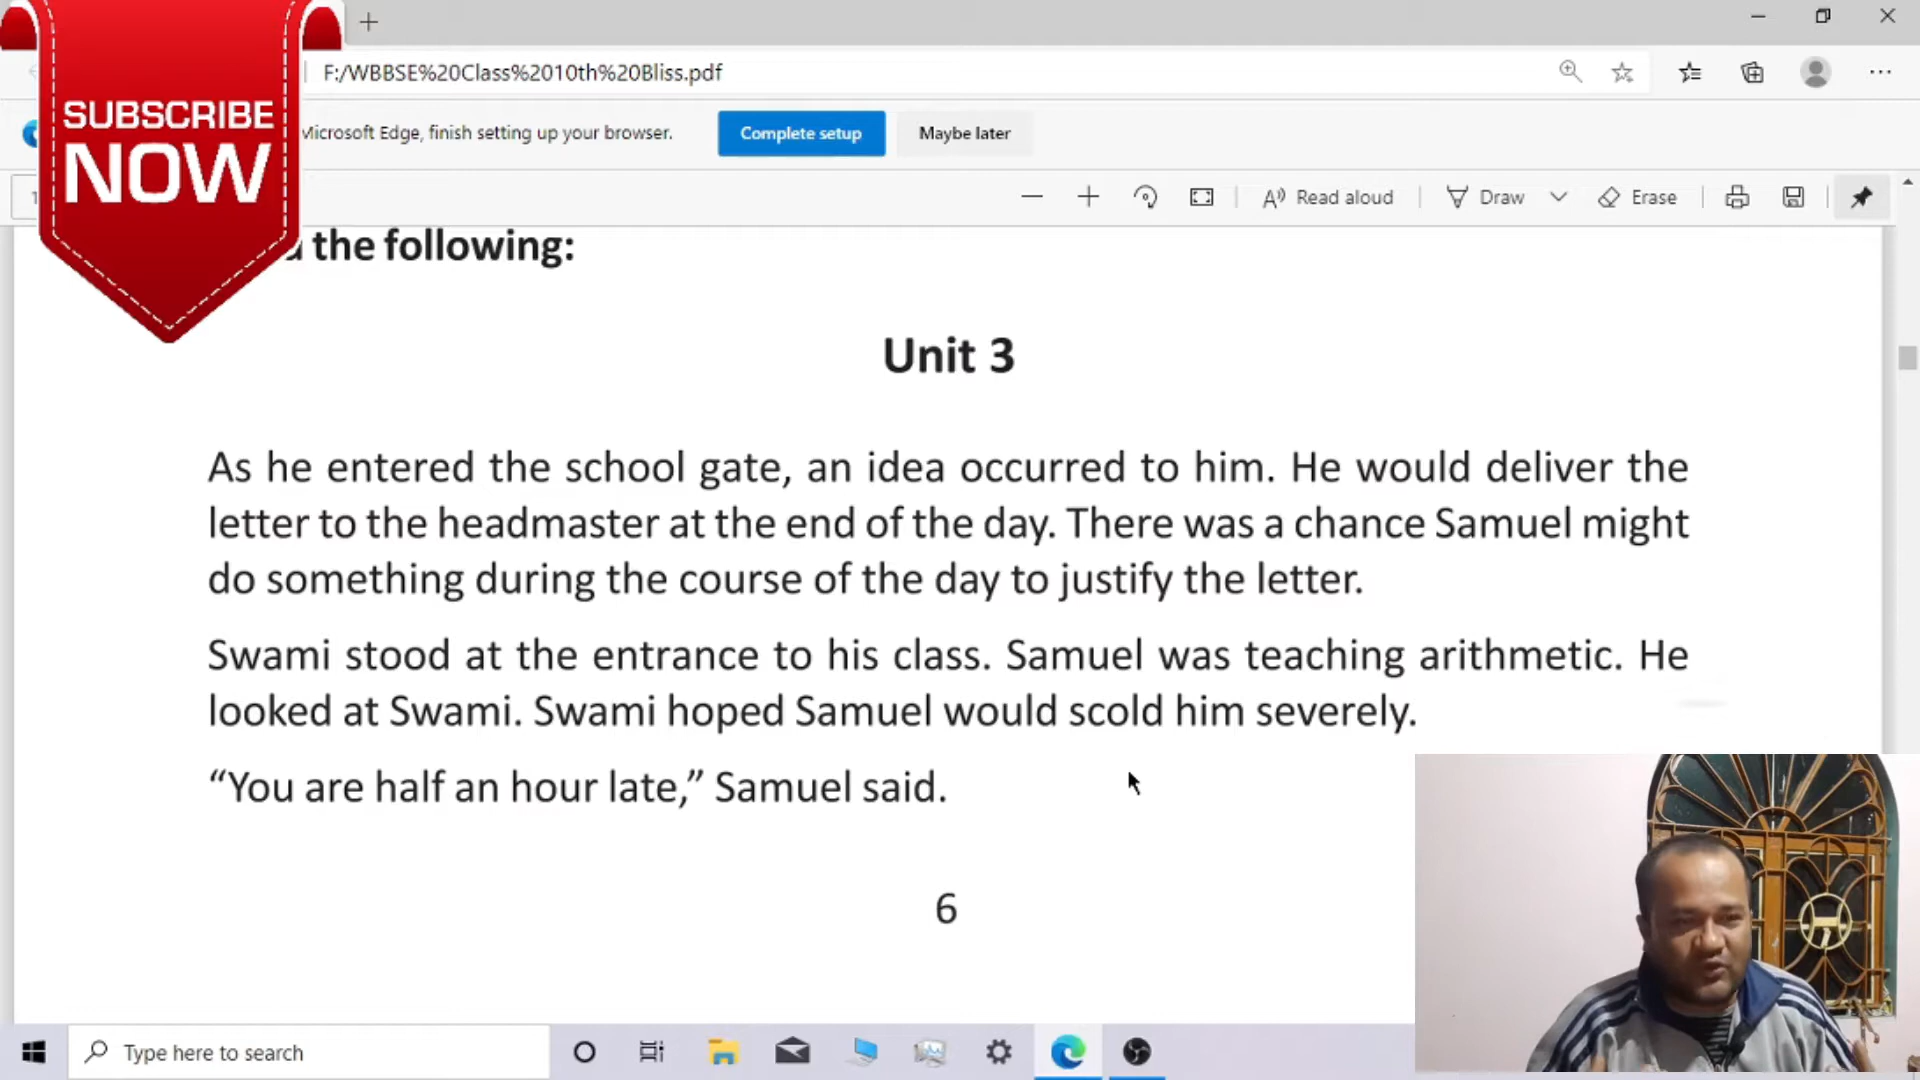 F:/WBBSE%20Class%2010th%20Bliss.pdf
SUBSCRIBE
NOW
Microsoft Edge, finish setting up your browser.
Complete setup
Maybe later
Read aloud
Draw
Erase
the following:
Unit 3
As he entered the school gate, an idea occurred to him. He would deliver the
letter to the headmaster at the end of the day. There was a chance Samuel might
do something during the course of the day to justify the letter.
Swami stood at the entrance to his class. Samuel was teaching arithmetic. He
looked at Swami. Swami hoped Samuel would scold him severely.
“You are half an hour late,” Samuel said.
6
Type here to search